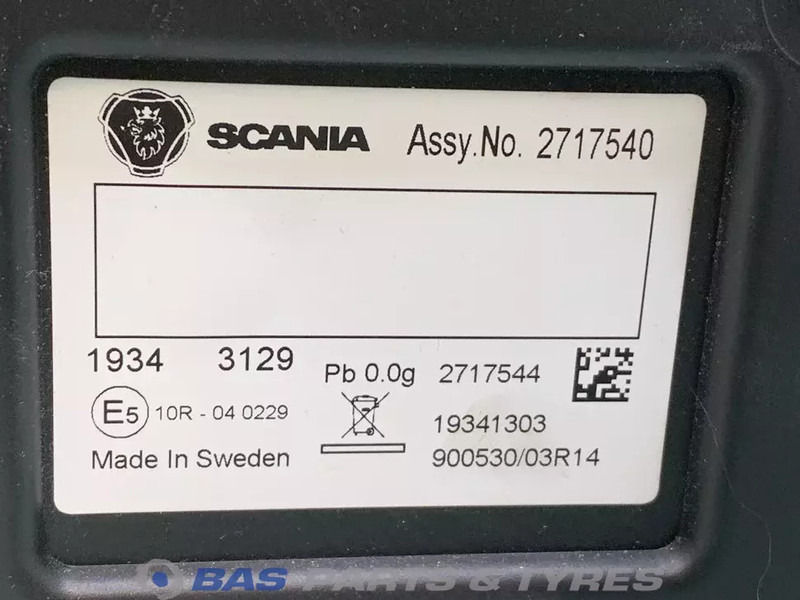 SCANIA Assy.No. 2717540
1934 3129
Pb 0.0g 2717544
E5 10R - 04 0229
19341303
Made In Sweden 900530/03R14
BAS PARTS & TYRES